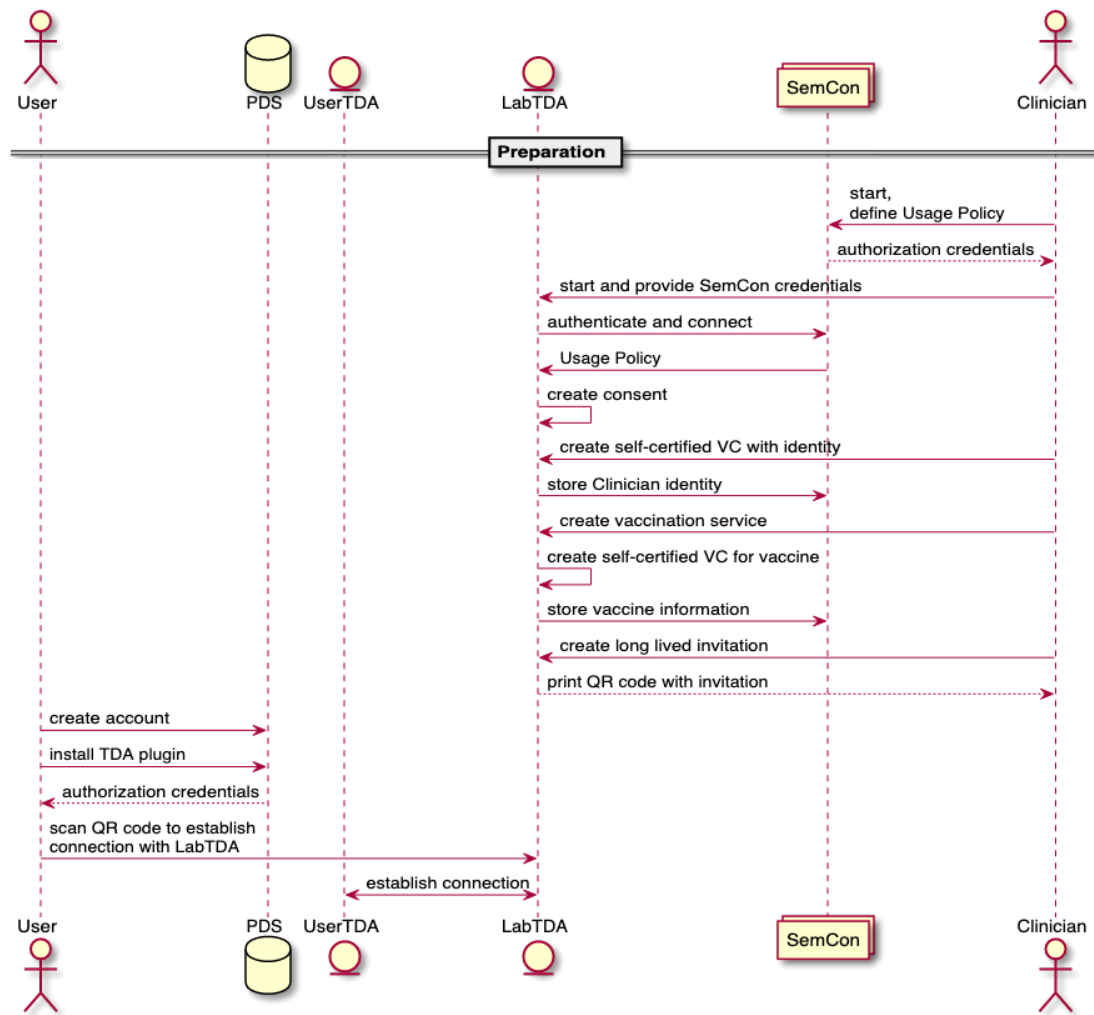 User
PDS
UserTDA
LabTDA
SemCon
Clinician
Preparation
start,
define Usage Policy
authorization credentials
start and provide SemCon credentials
authenticate and connect
Usage Policy
create consent
create self-certified VC with identity
store Clinician identity
create vaccination service
create self-certified VC for vaccine
store vaccine information
create long lived invitation
print QR code with invitation
create account
install TDA plugin
authorization credentials
scan QR code to establish
connection with LabTDA
establish connection
User
PDS
UserTDA
LabTDA
SemCon
Clinician